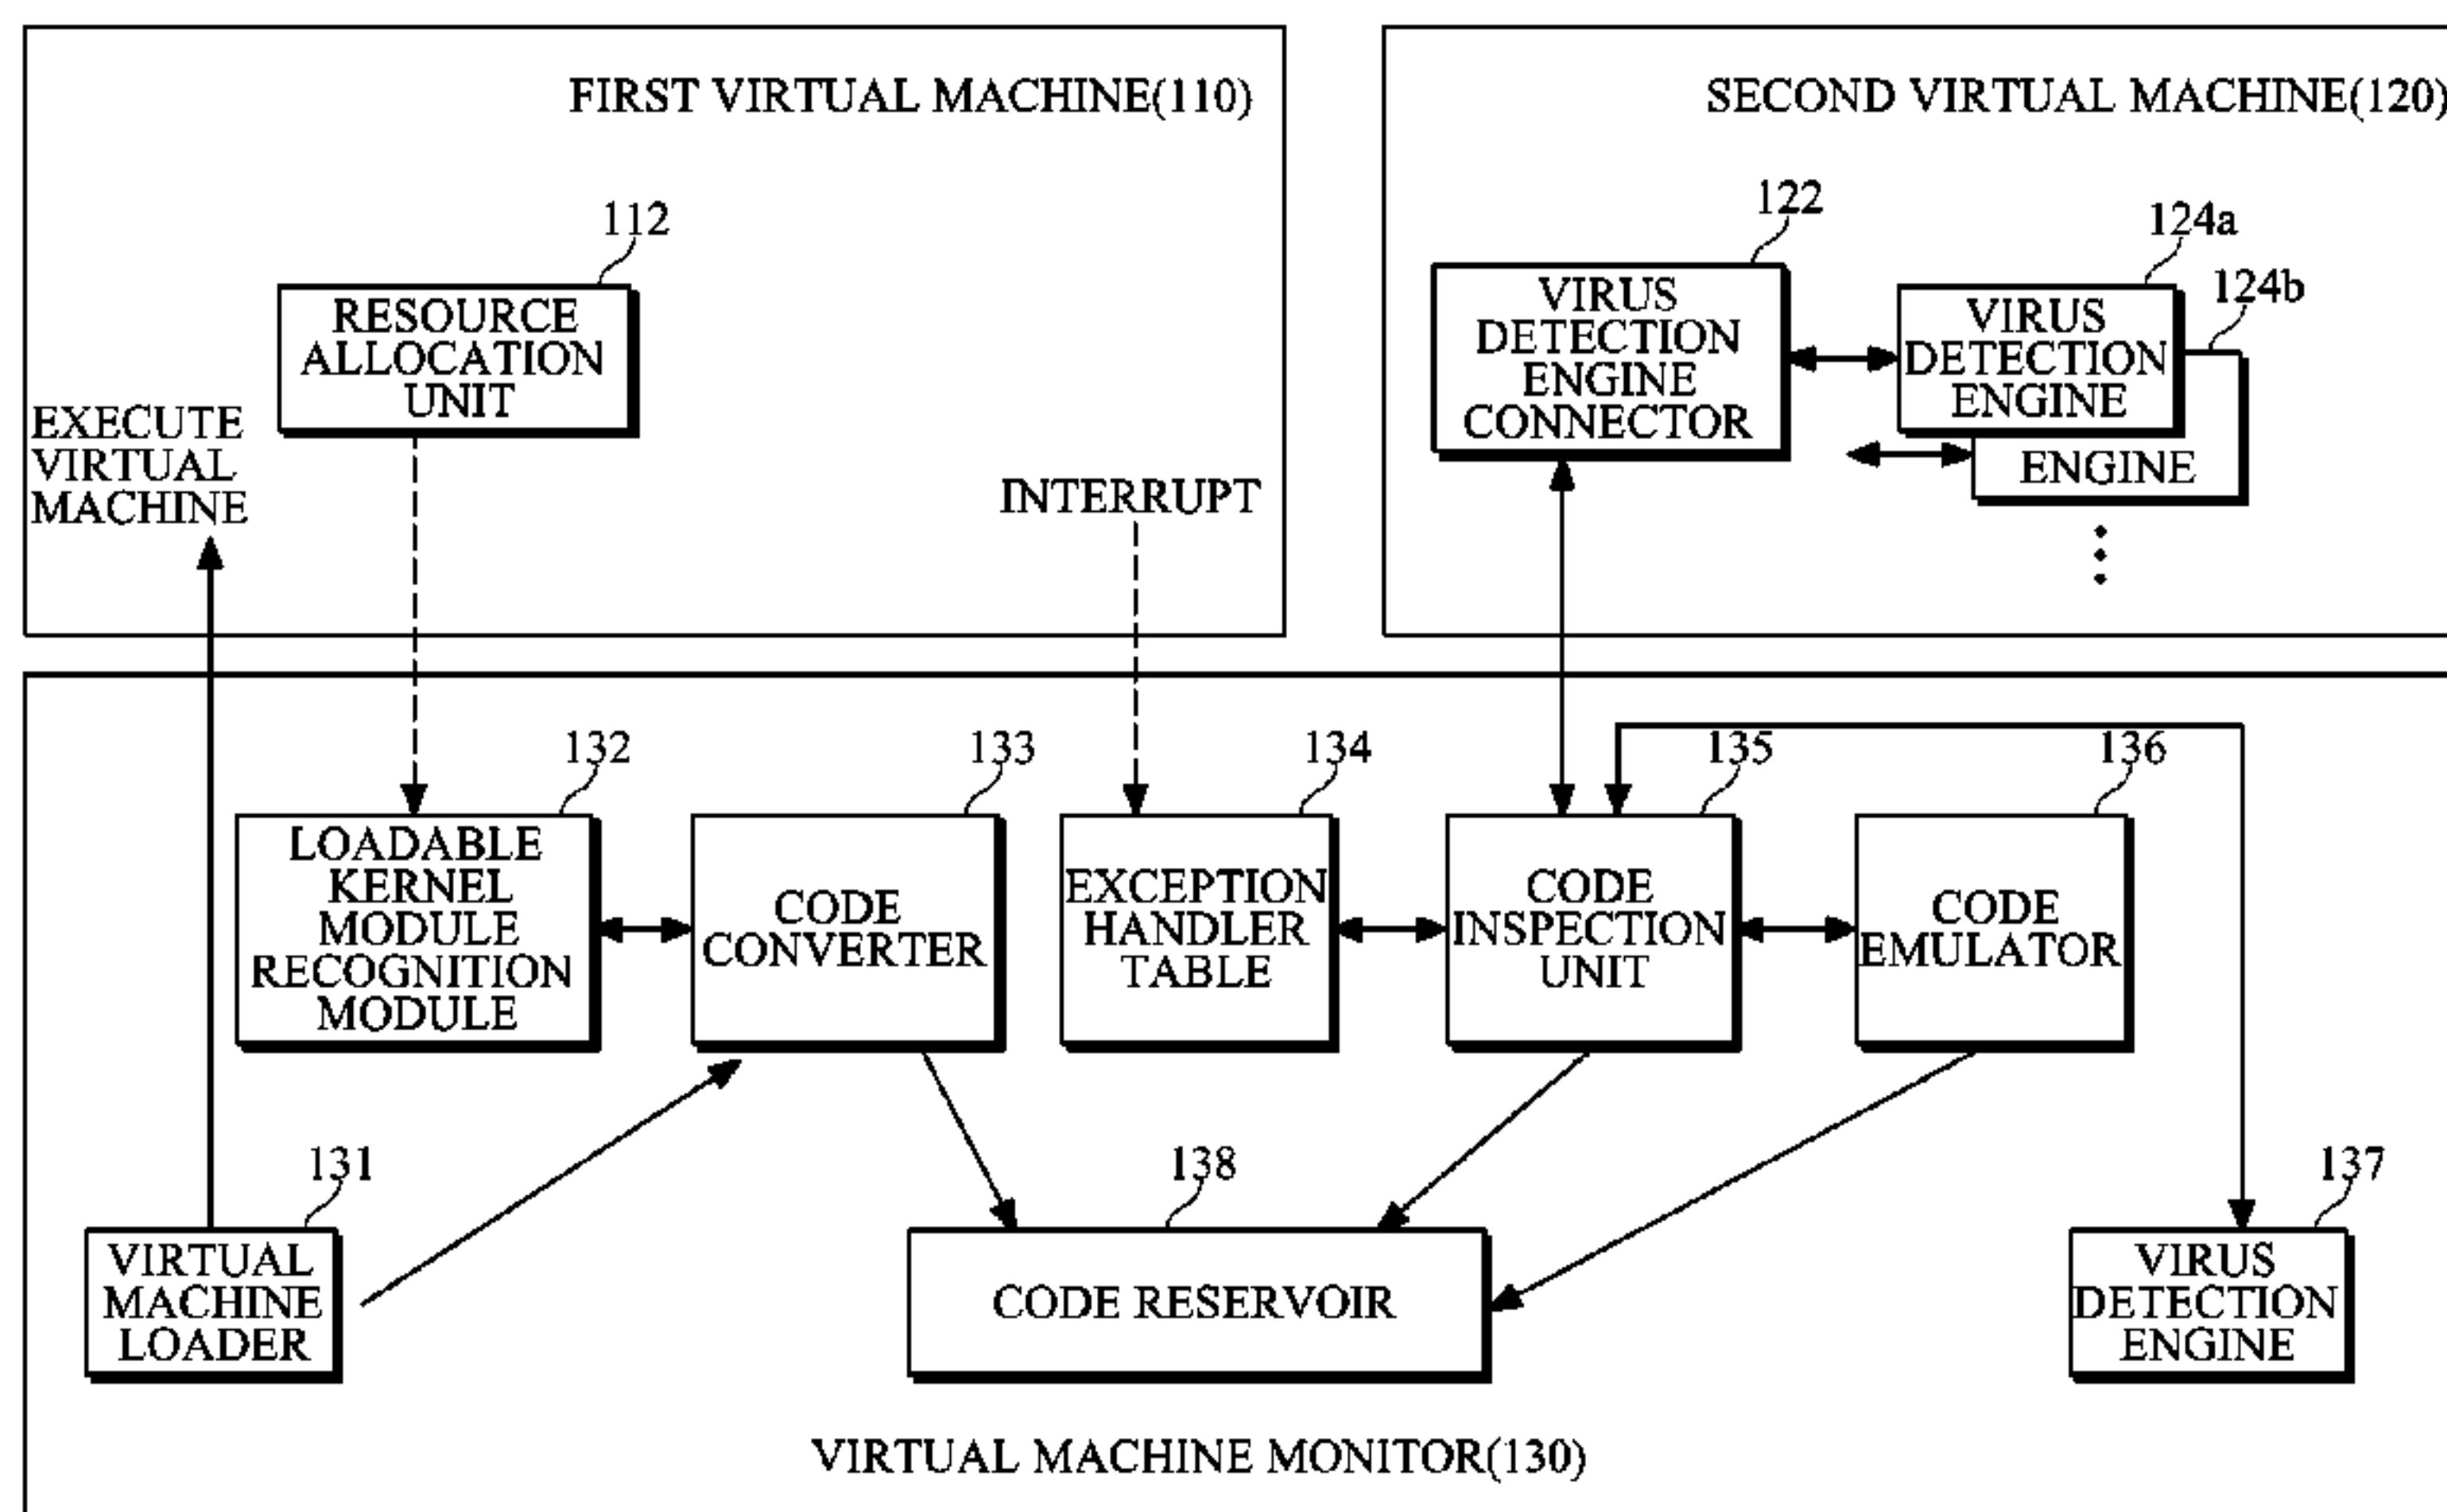 FIRST VIRTUAL MACHINE(110)
SECOND VIRTUAL MACHINE(120)
112
RESOURCE
ALLOCATION
UNIT
EXECUTE
VIRTUAL
MACHINE
INTERRUPT
122
VIRUS
DETECTION
ENGINE
CONNECTOR
124a
VIRUS
DETECTION
ENGINE
124b
ENGINE
132
LOADABLE
KERNEL
MODULE
RECOGNITION
MODULE
133
CODE
CONVERTER
134
EXCEPTION
HANDLER
TABLE
135
CODE
INSPECTION
UNIT
136
CODE
EMULATOR
131
VIRTUAL
MACHINE
LOADER
138
CODE RESERVOIR
137
VIRUS
DETECTION
ENGINE
VIRTUAL MACHINE MONITOR(130)